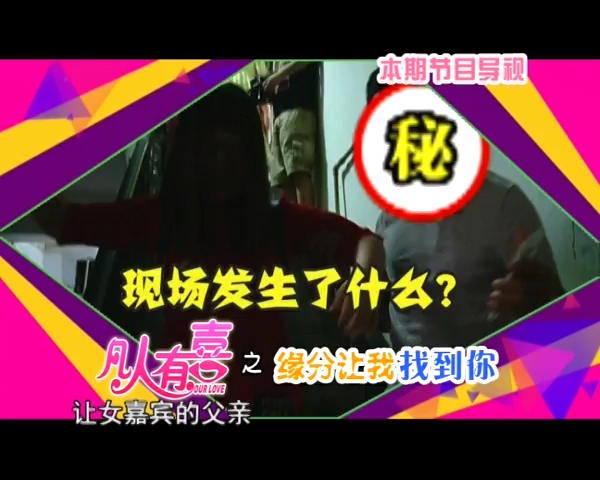 本期节目导视
秘
现场发生了什么？
凡人有喜 之 缘分让我找到你
OUR LOVE
让女嘉宾的父亲